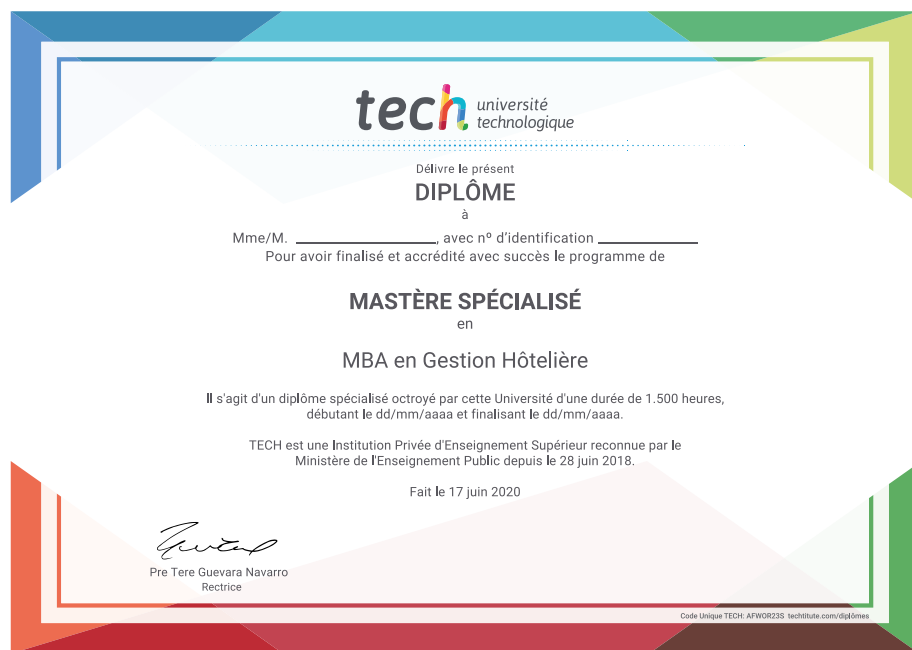 tech université
technologique
Délivre le présent
DIPLÔME
à
Mme/M. ____________________, avec nº d'identification ______________
Pour avoir finalisé et accrédité avec succès le programme de
MASTÈRE SPÉCIALISÉ
en
MBA en Gestion Hôtelière
Il s'agit d'un diplôme spécialisé octroyé par cette Université d'une durée de 1.500 heures,
débutant le dd/mm/aaaa et finalisant le dd/mm/aaaa.
TECH est une Institution Privée d'Enseignement Supérieur reconnue par le
Ministère de l'Enseignement Public depuis le 28 juin 2018.
Fait le 17 juin 2020
Pre Tere Guevara Navarro
Rectrice
Code Unique TECH: AFWOR23S techtitute.com/diplômes